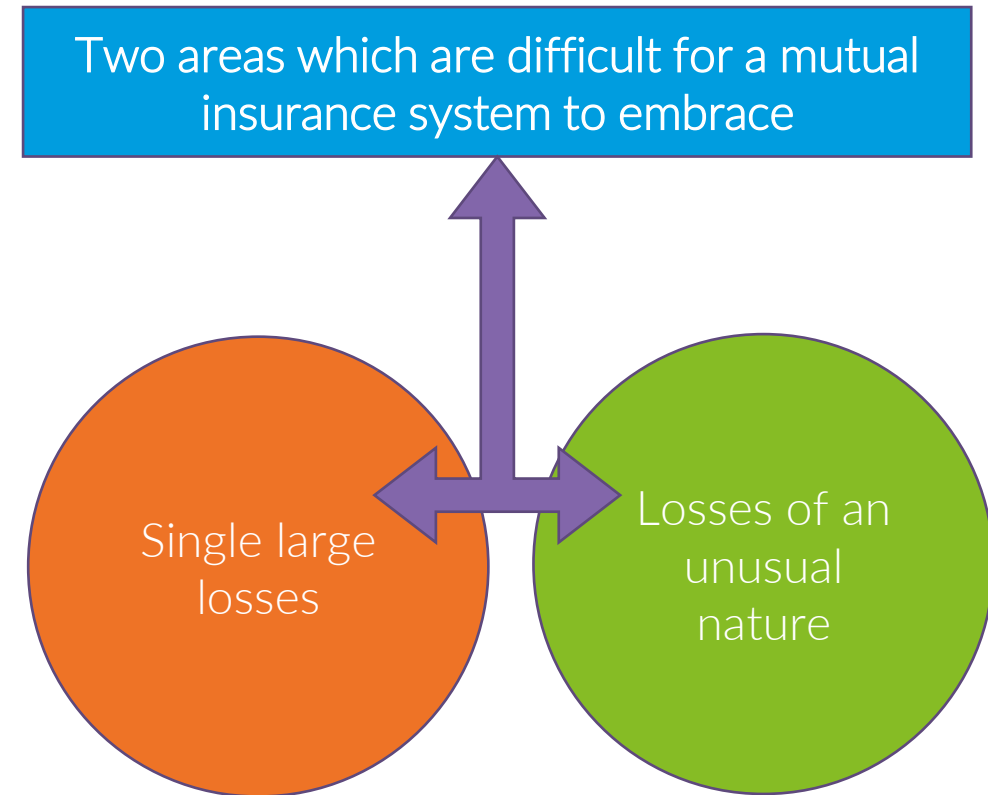 Two areas which are difficult for a mutual
insurance system to embrace
Single large
losses
Losses of an
unusual
nature